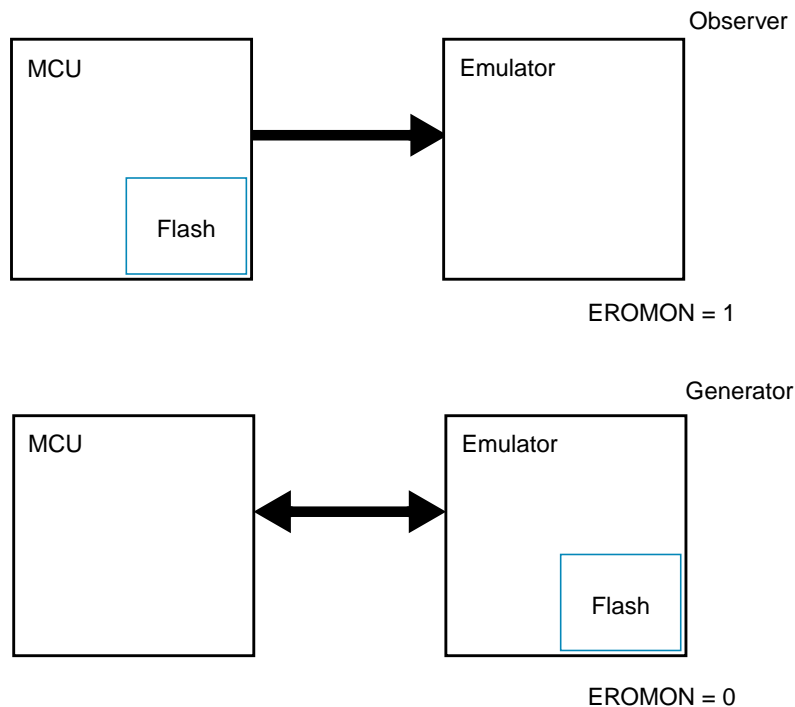 Observer
MCU
Emulator
Flash
EROMON = 1
Generator
MCU
Emulator
Flash
EROMON = 0